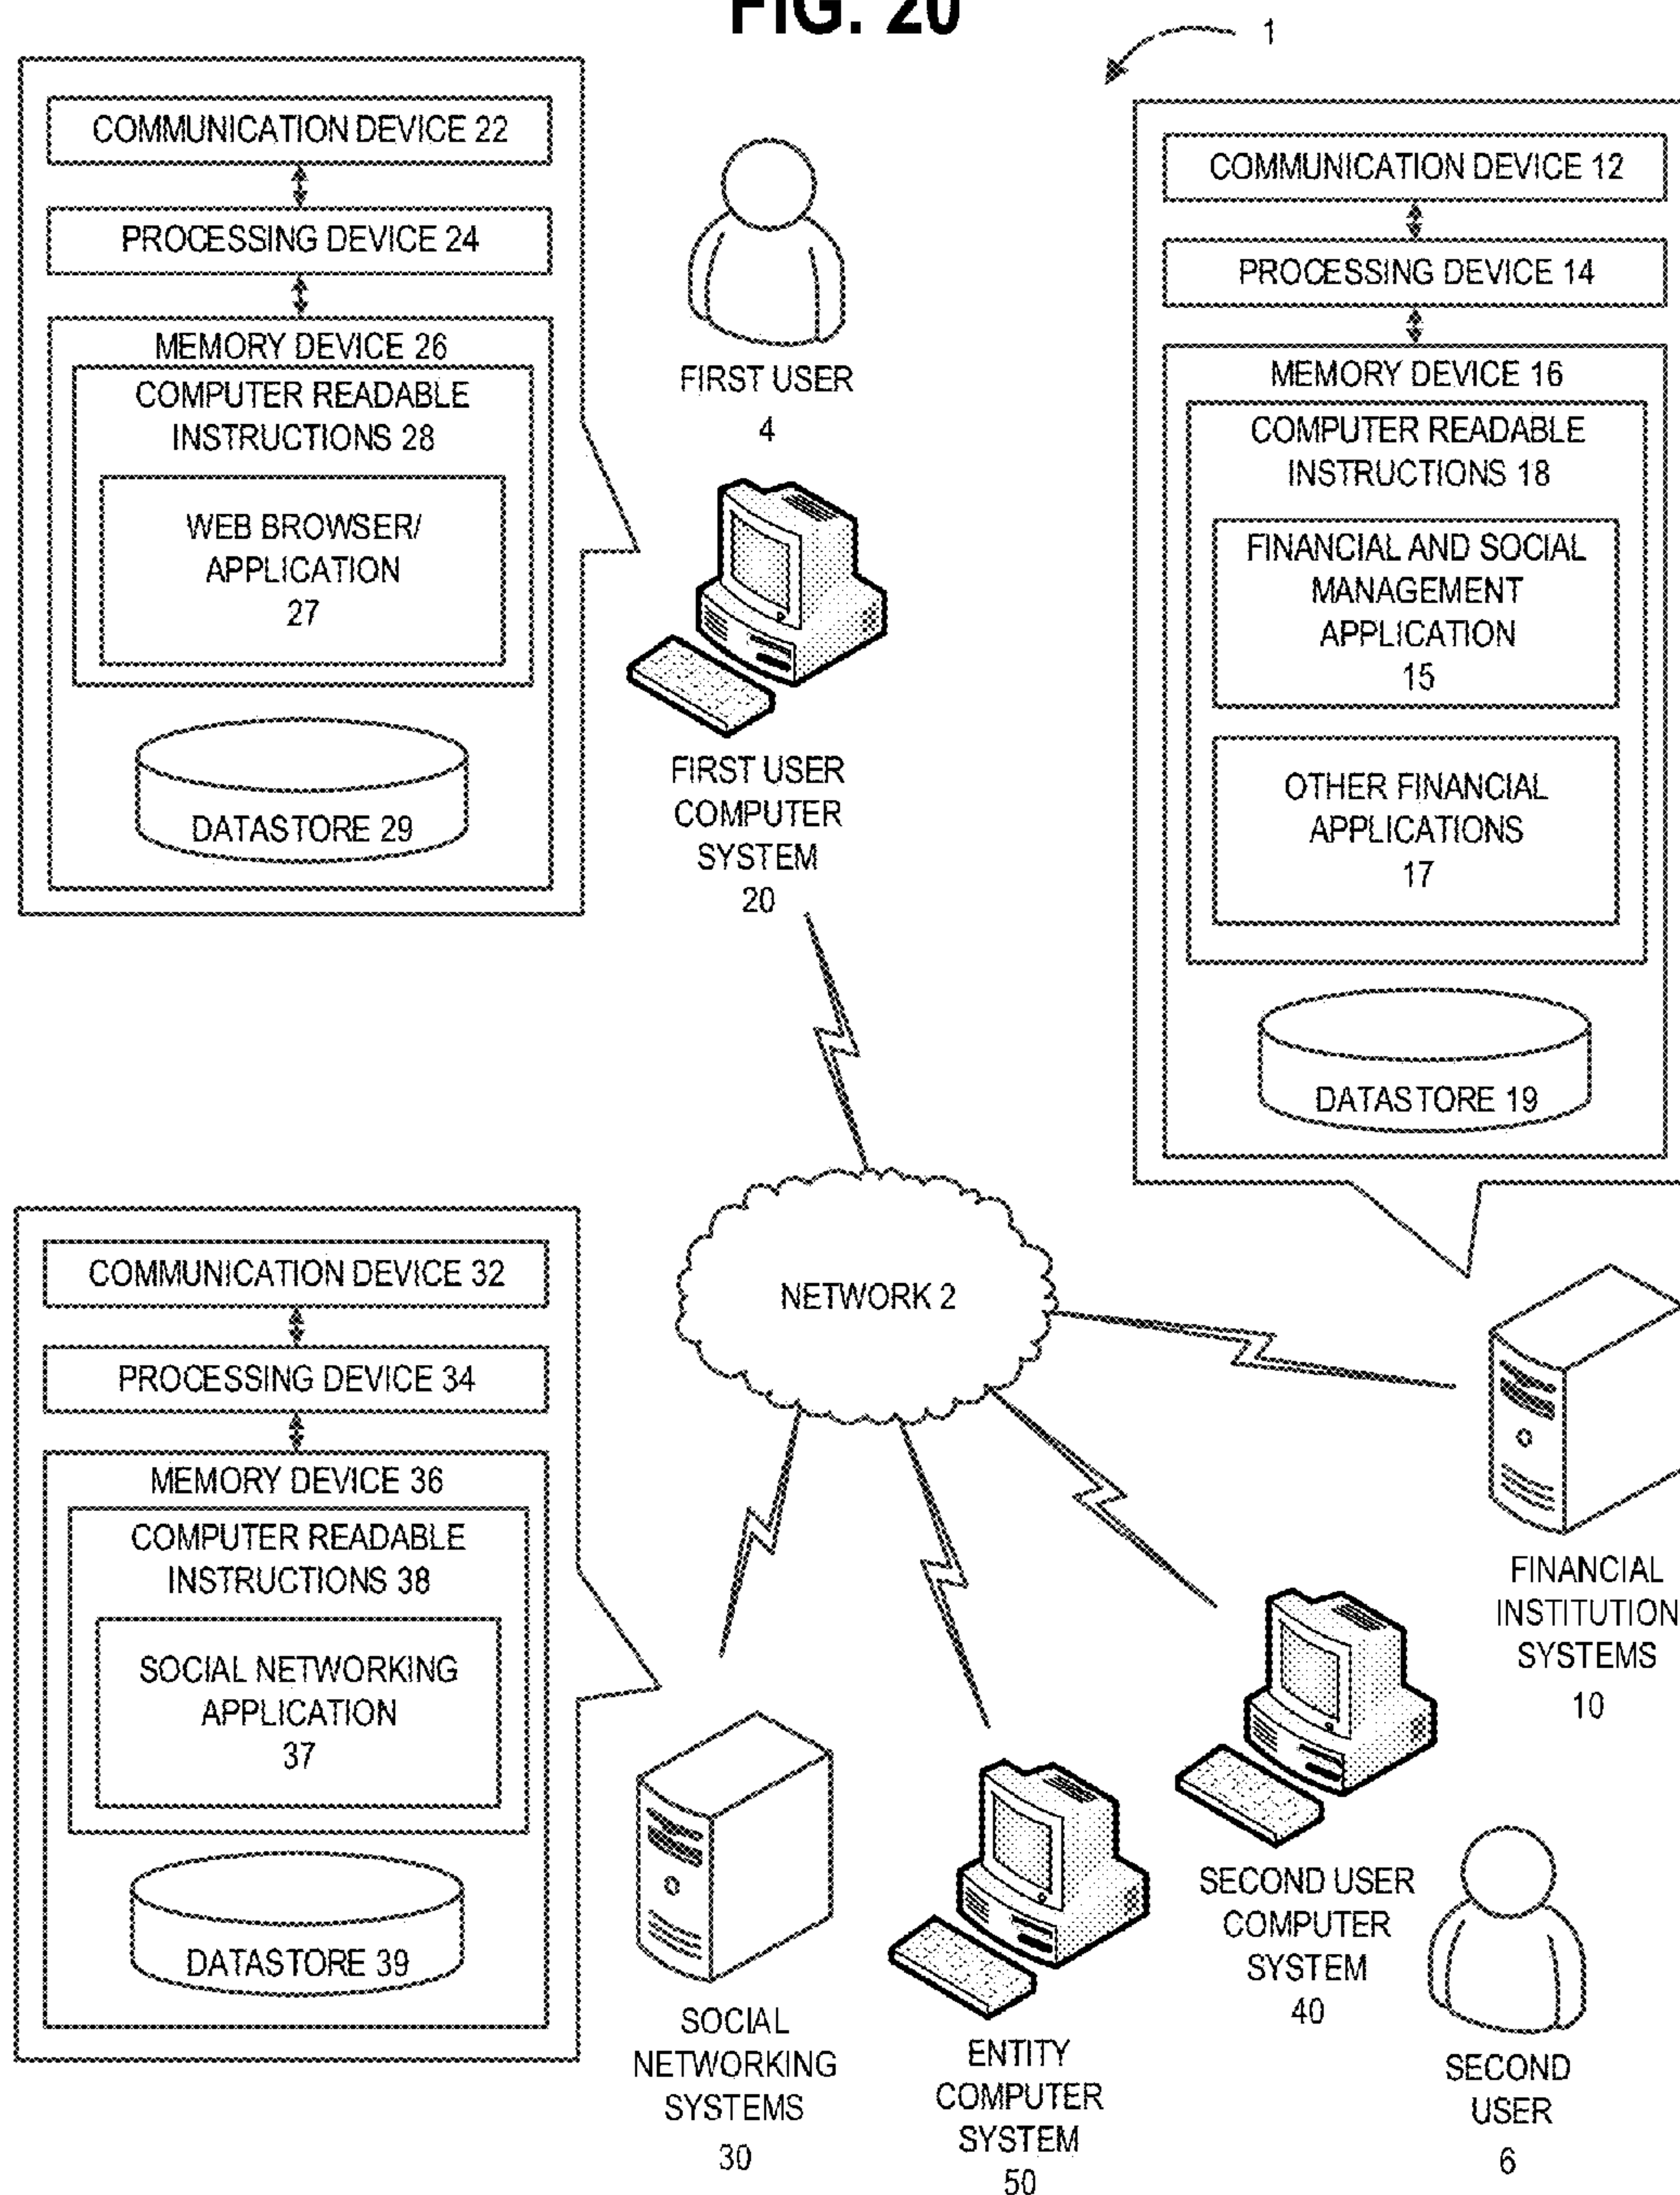 FIG. 20
1
COMMUNICATION DEVICE 22
PROCESSING DEVICE 24
MEMORY DEVICE 26
COMPUTER READABLE
INSTRUCTIONS 28
WEB BROWSER/
APPLICATION
27
DATASTORE 29
FIRST USER
4
FIRST USER
COMPUTER
SYSTEM
20
COMMUNICATION DEVICE 12
PROCESSING DEVICE 14
MEMORY DEVICE 16
COMPUTER READABLE
INSTRUCTIONS 18
FINANCIAL AND SOCIAL
MANAGEMENT
APPLICATION
15
OTHER FINANCIAL
APPLICATIONS
17
DATASTORE 19
NETWORK 2
COMMUNICATION DEVICE 32
PROCESSING DEVICE 34
MEMORY DEVICE 36
COMPUTER READABLE
INSTRUCTIONS 38
SOCIAL NETWORKING
APPLICATION
37
DATASTORE 39
SOCIAL
NETWORKING
SYSTEMS
30
ENTITY
COMPUTER
SYSTEM
50
SECOND USER
COMPUTER
SYSTEM
40
SECOND
USER
6
FINANCIAL
INSTITUTION
SYSTEMS
10